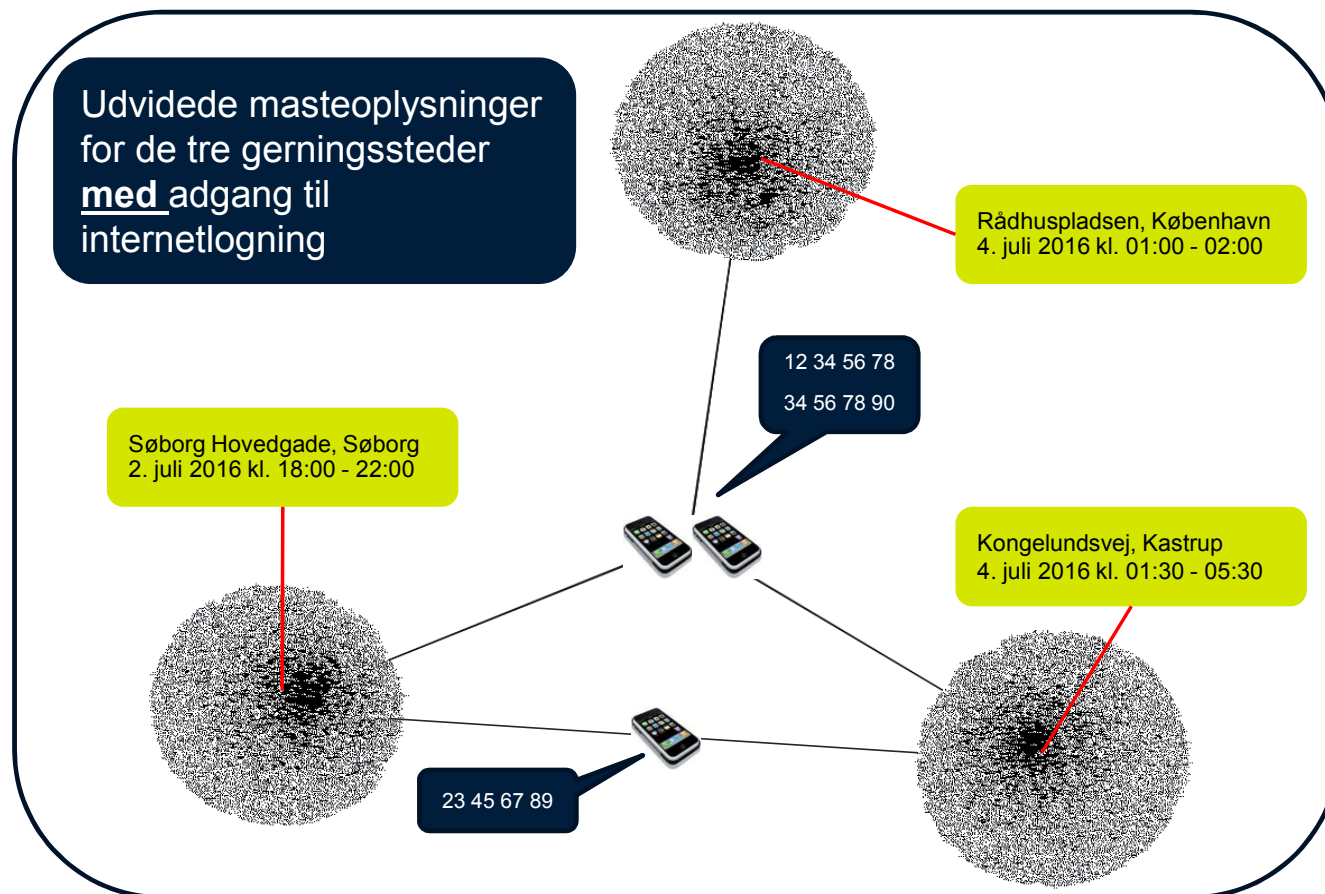 Udvidede masteoplysninger
for de tre gerningssteder
med adgang til
internetlogning
Rådhuspladsen, København
4. juli 2016 kl. 01:00 - 02:00
12 34 56 78
34 56 78 90
Søborg Hovedgade, Søborg
2. juli 2016 kl. 18:00 - 22:00
Kongelundsvej, Kastrup
4. juli 2016 kl. 01:30 - 05:30
23 45 67 89